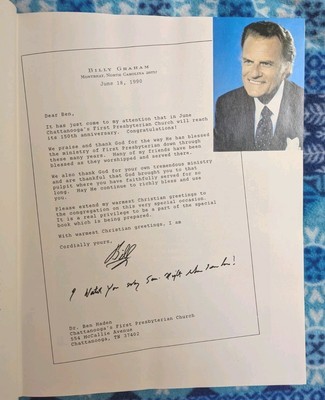 BILLY GRAHAM
MONTREAT, NORTH CAROLINA 28757
June 18, 1990
Dear Ben,
It has just come to my attention that in June
Chattanooga's First Presbyterian Church will reach
its 150th anniversary. Congratulations!
We praise and thank God for the way He has blessed
the ministry of First Presbyterian down through
these many years. Many of my friends have been
blessed as they worshipped and served there.
We also thank God for your own tremendous ministry
and are thankful that God brought you to that
pulpit where you have faithfully served for so
long. May He continue to richly bless and use
you.
Please extend my warmest Christian greetings to
the congregation on this very special occasion.
It is a real privilege to be a part of the special
book which is being prepared.
With warmest Christian greetings, I am
Cordially yours,
Bill
I Watch You
Dr. Ben Haden
Chattanooga's First Presbyterian Church
554 McCallie Avenue
Chattanooga, TN 37402